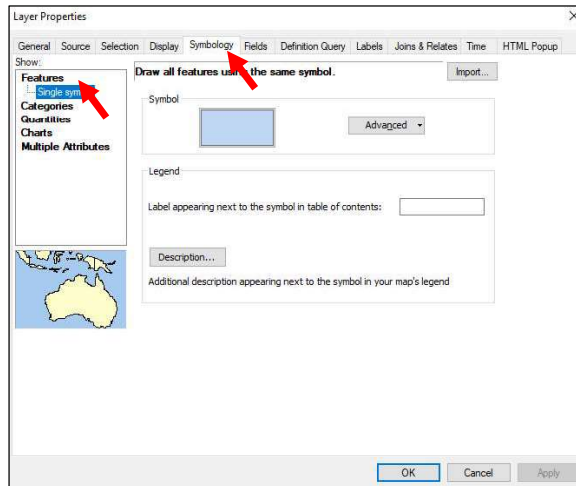 Layer Properties
General Source Selection Display Symbology Fields Definition Query Labels Joins & Relates Time HTML Popup
Show:
Features
Single
Categories
Quantities
Charts
Multiple Attributes
Draw all features using the same symbol.
Import...
Symbol
Advanced
Legend
Label appearing next to the symbol in table of contents:
Description...
Additional description appearing next to the symbol in your map's legend
OK Cancel Apply